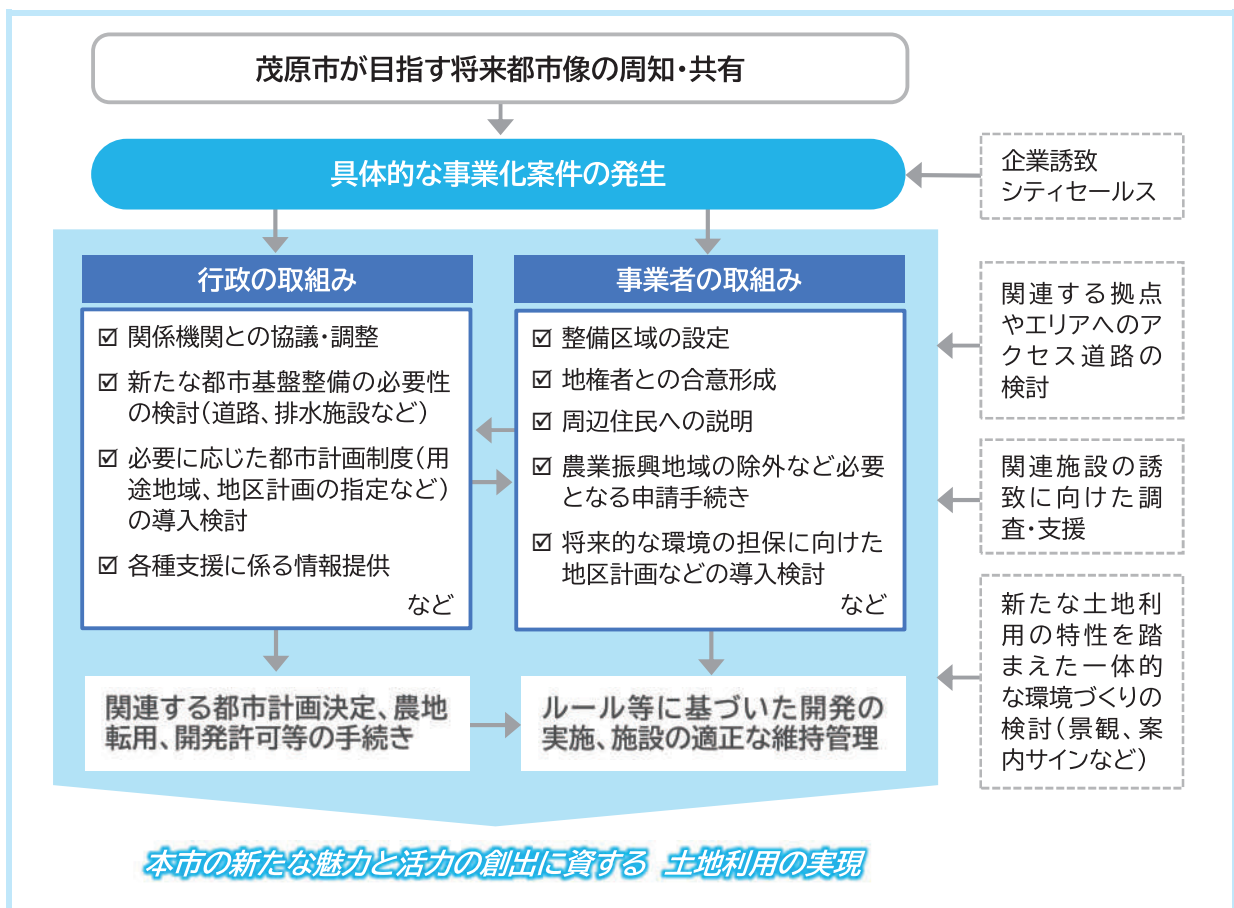 茂原市が目指す将来都市像の周知・共有
具体的な事業化案件の発生
企業誘致
シティセールス
行政の取組み
☑ 関係機関との協議・調整
☑ 新たな都市基盤整備の必要性
の検討（道路、排水施設など）
☑ 必要に応じた都市計画制度（用
途地域、地区計画の指定など）
の導入検討
☑ 各種支援に係る情報提供
など
事業者の取組み
☑ 整備区域の設定
☑ 地権者との合意形成
☑ 周辺住民への説明
☑ 農業振興地域の除外など必要
となる申請手続き
☑ 将来的な環境の担保に向けた
地区計画などの導入検討
など
関連する拠点
やエリアへのア
クセス道路の
検討
関連施設の誘
致に向けた調
査・支援
新たな土地利
用の特性を踏
まえた一体的
な環境づくりの
検討（景観、案
内サインなど）
関連する都市計画決定、農地
転用、開発許可等の手続き
ルール等に基づいた開発の
実施、施設の適正な維持管理
本市の新たな魅力と活力の創出に資する　土地利用の実現